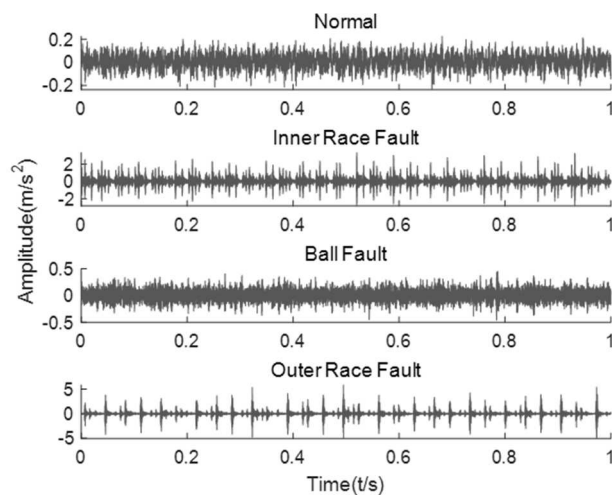 Normal
0.2
0
-0.2
0 0.2 0.4 0.6 0.8 1
Inner Race Fault
2
0
-2
0 0.2 0.4 0.6 0.8 1
Amplitude(m/s²)
Ball Fault
0.5
0
-0.5
0 0.2 0.4 0.6 0.8 1
Outer Race Fault
5
0
-5
0 0.2 0.4 0.6 0.8 1
Time(t/s)